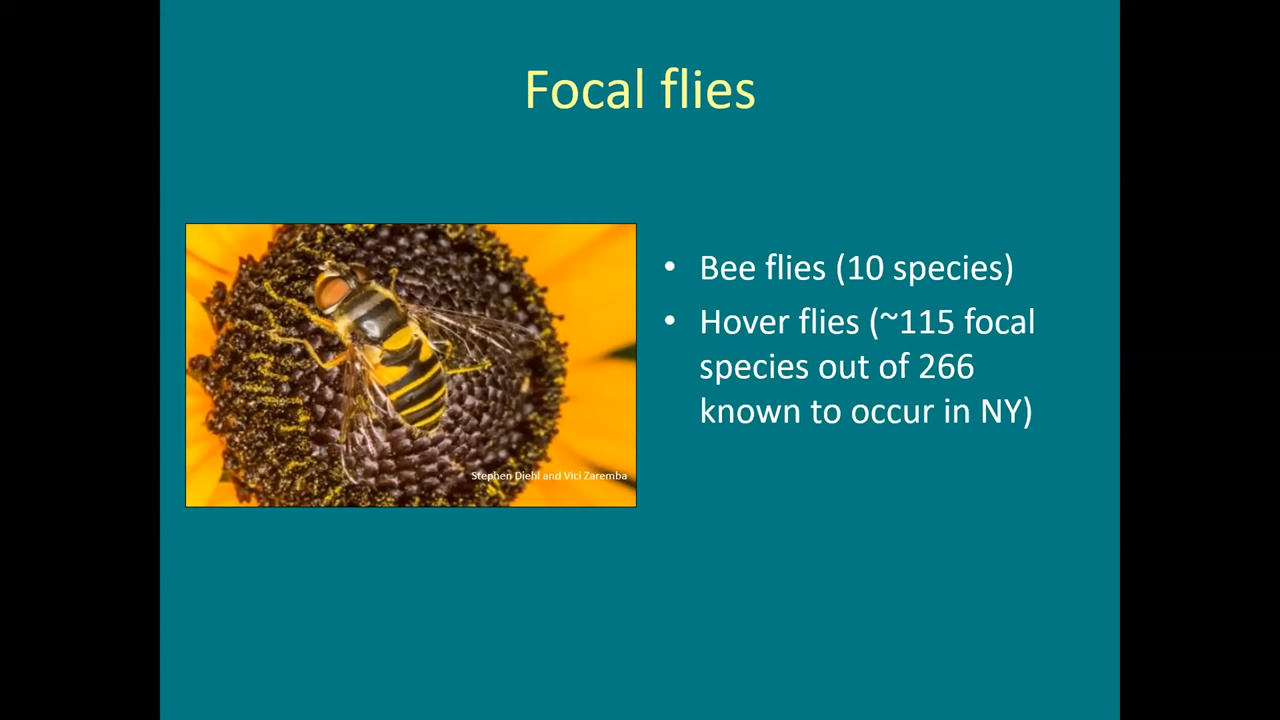 Focal flies
Stephen Diehl and Vici Zaremba
• Bee flies (10 species)
• Hover flies (~115 focal
species out of 266
known to occur in NY)